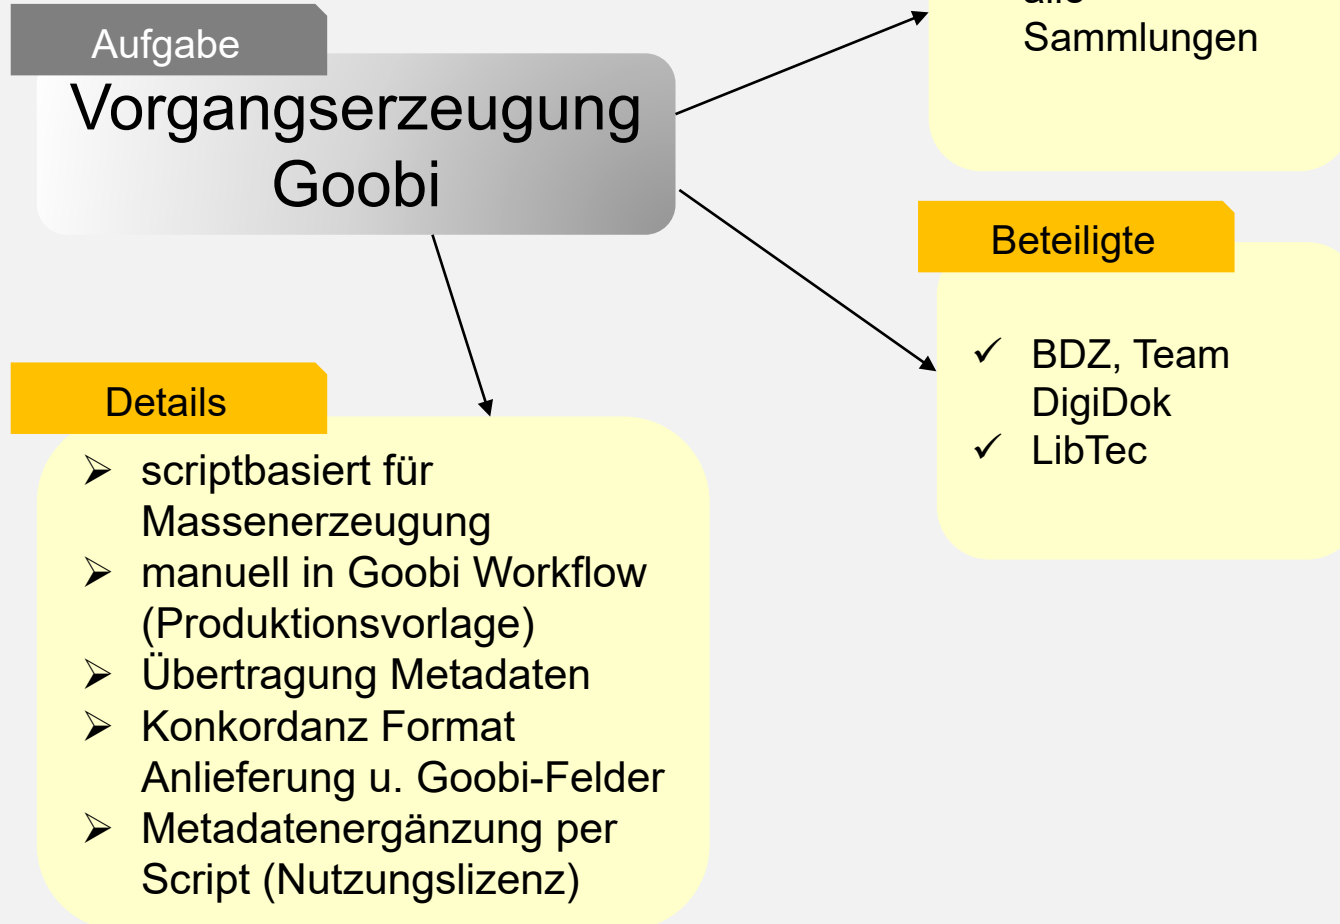 Aufgabe
Vorgangserzeugung
Goobi
Sammlungen
Beteiligte
✓ BDZ, Team
DigiDok
✓ LibTec
Details
➢ scriptbasiert für
Massenerzeugung
➢ manuell in Goobi Workflow
(Produktionsvorlage)
➢ Übertragung Metadaten
➢ Konkordanz Format
Anlieferung u. Goobi-Felder
➢ Metadatenergänzung per
Script (Nutzungslizenz)